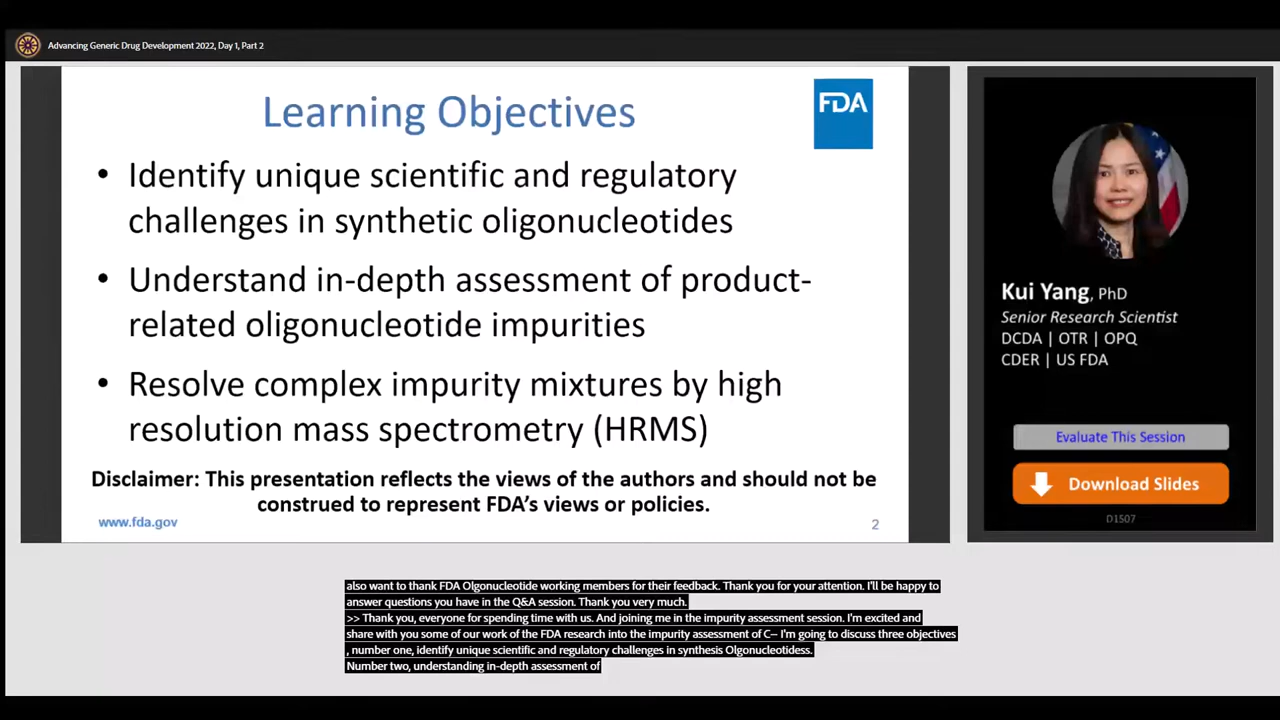 Advancing Generic Drug Development 2022, Day 1, Part 2
Learning Objectives
FDA
• Identify unique scientific and regulatory
challenges in synthetic oligonucleotides
• Understand in-depth assessment of product-
related oligonucleotide impurities
• Resolve complex impurity mixtures by high
resolution mass spectrometry (HRMS)
Disclaimer: This presentation reflects the views of the authors and should not be
construed to represent FDA's views or policies.
www.fda.gov
2
Kui Yang, PhD
Senior Research Scientist
DCDA | OTR | OPQ
CDER | US FDA
Evaluate This Session
Download Slides
D1507
also want to thank FDA Olgonucleotide working members for their feedback. Thank you for your attention. I'll be happy to
answer questions you have in the Q&A session. Thank you very much.
>> Thank you, everyone for spending time with us. And joining me in the impurity assessment session. I'm excited and
share with you some of our work of the FDA research into the impurity assessment of C-- I'm going to discuss three objectives
, number one, identify unique scientific and regulatory challenges in synthesis Olgonucleotidess.
Number two, understanding in-depth assessment of